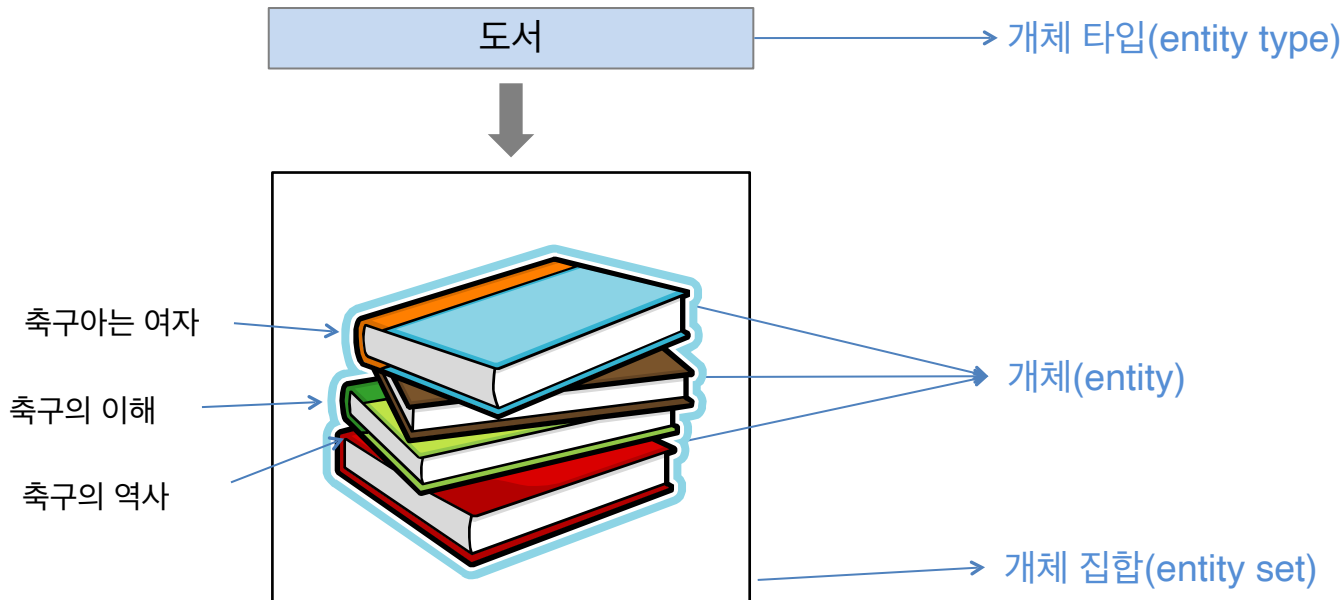 도서
개체 타입(entity type)
축구아는 여자
축구의 이해
축구의 역사
개체(entity)
개체 집합(entity set)